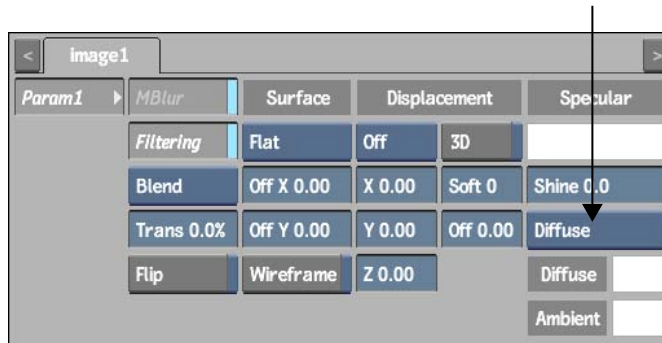 < image1 >
Param1 MBlur Surface Displacement Specular
Filtering Flat Off 3D
Blend Off X 0.00 X 0.00 Soft 0 Shine 0.0
Trans 0.0% Off Y 0.00 Y 0.00 Off 0.00 Diffuse
Flip Wireframe Z 0.00 Diffuse
Ambient